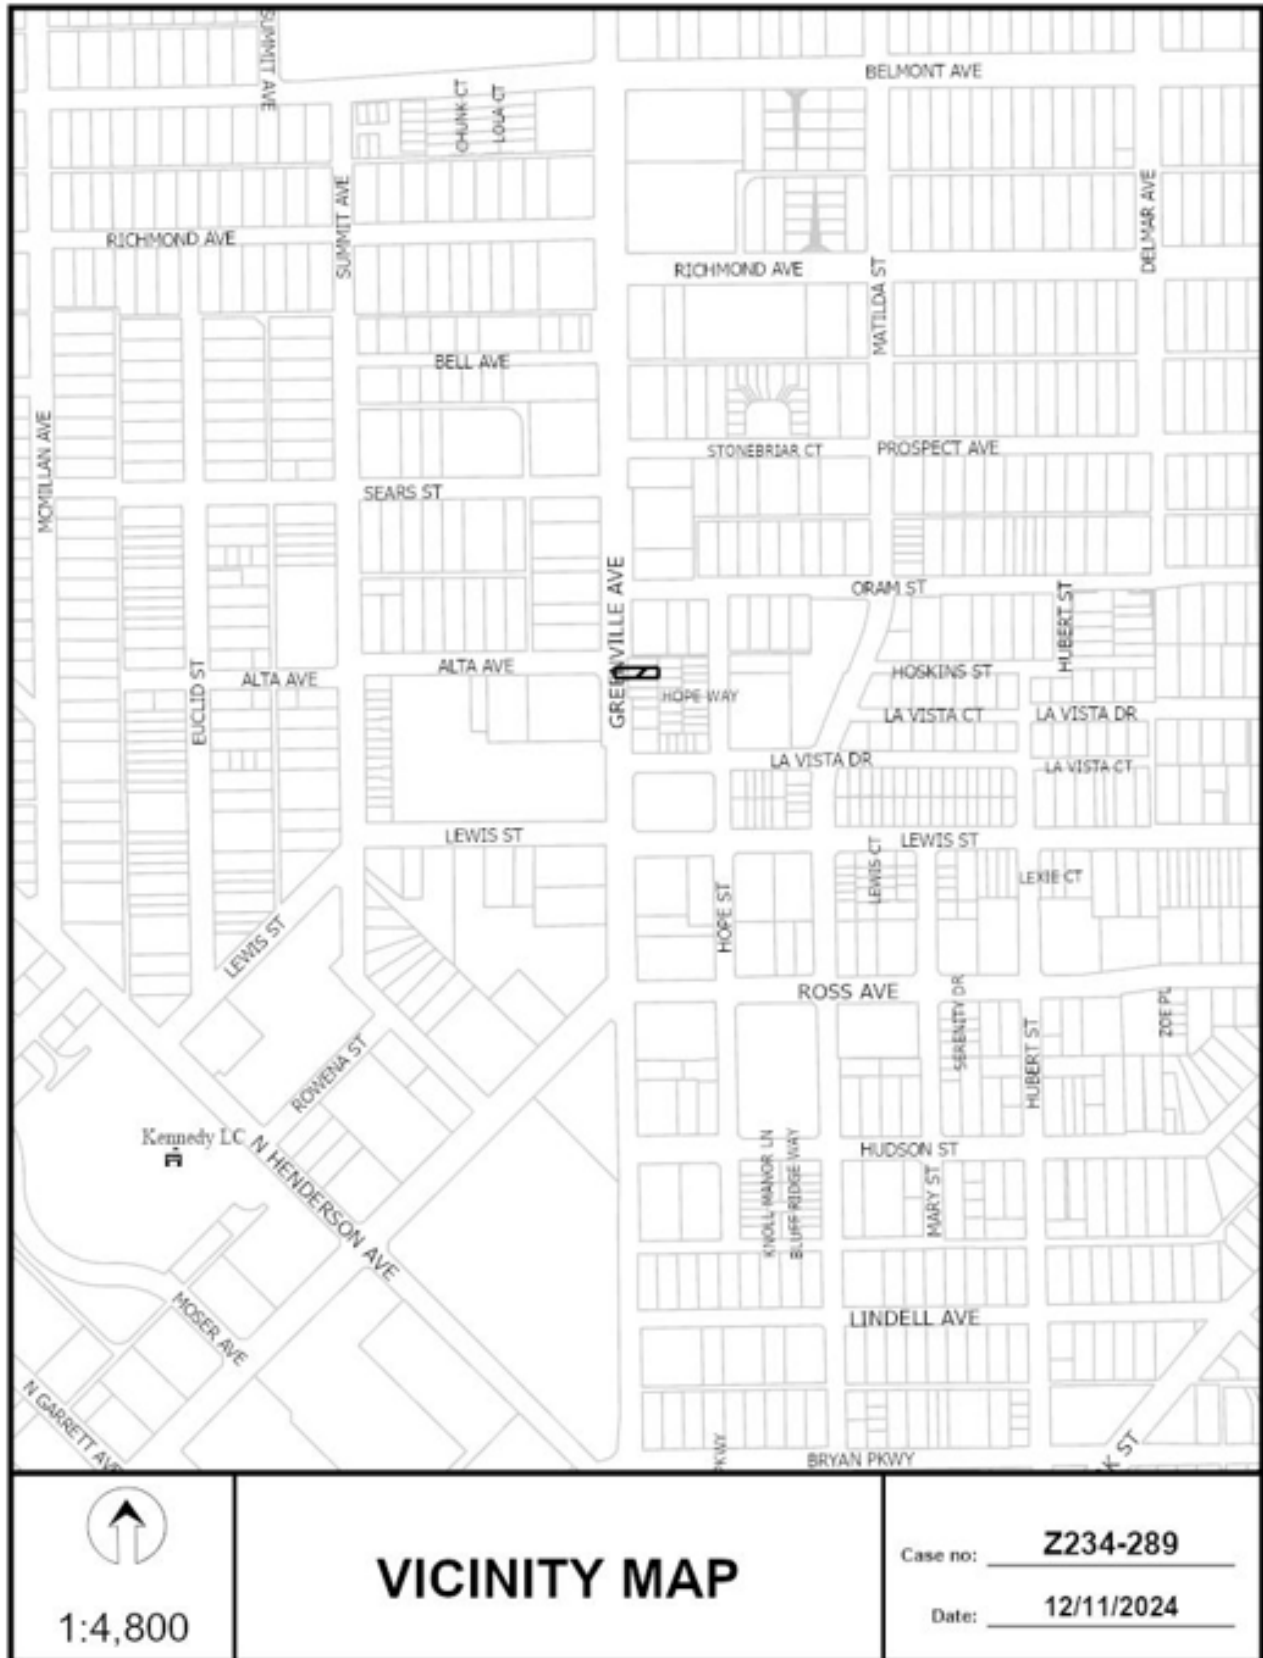 SUMMIT AVE
BELMONT AVE
CHUNK CT
LOLA CT
SUMMIT AVE
DELMAR AVE
RICHMOND AVE
RICHMOND AVE
MATILDA ST
BELL AVE
MCMILLAN AVE
STONEBRIAR CT
PROSPECT AVE
SEARS ST
GREENVILLE AVE
ORAM ST
HUBERT ST
EUCLID ST
ALTA AVE
ALTA AVE
HOSKINS ST
HOPE WAY
LA VISTA CT
LA VISTA DR
LA VISTA DR
LA VISTA CT
LEWIS ST
LEWIS ST
LEWIS CT
LEXIE CT
HOPE ST
LEWIS ST
ROSS AVE
SERENITY DR
ZOE PL
HUBERT ST
ROWENA ST
Kennedy LC
N HENDERSON AVE
KNOLL MANOR LN
BLUFF RIDGE WAY
HUDSON ST
MARY ST
MOSER AVE
LINDELL AVE
N GARRETT AVE
PKWY
BRYAN PKWY
K ST
VICINITY MAP
1:4,800
Case no: Z234-289
Date: 12/11/2024